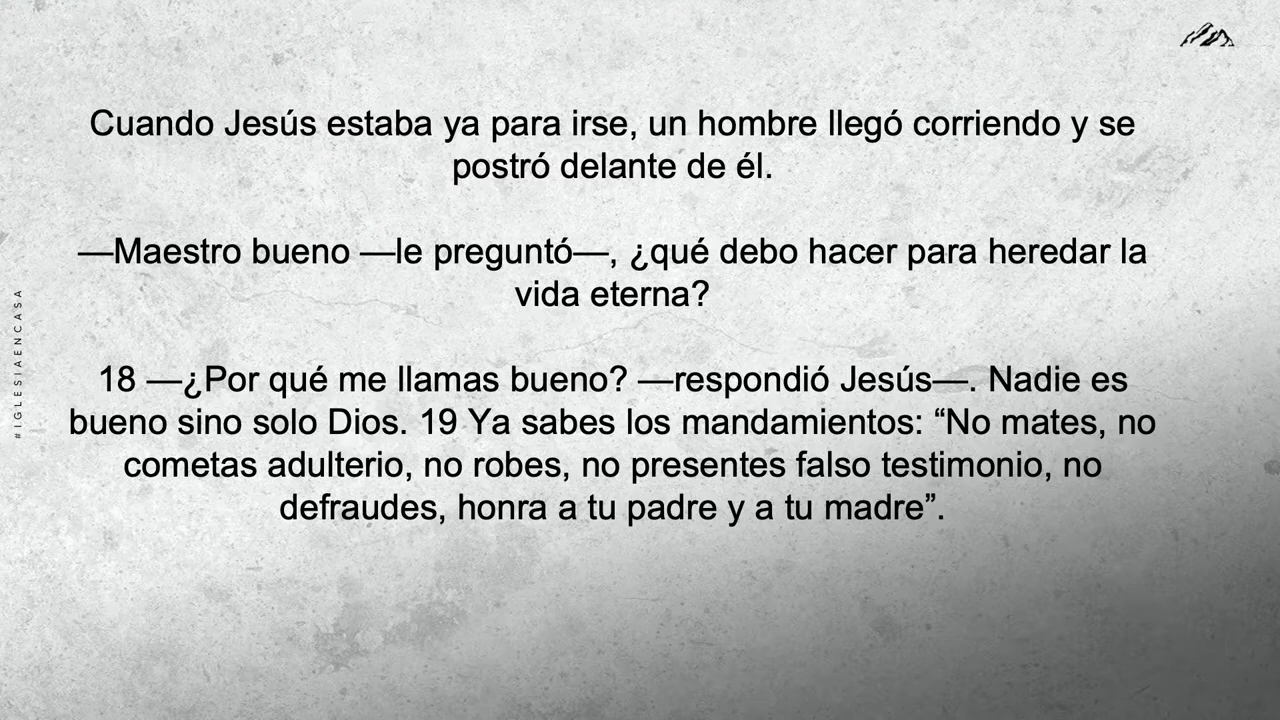 Cuando Jesús estaba ya para irse, un hombre llegó corriendo y se
postró delante de él.
—Maestro bueno —le preguntó—, ¿qué debo hacer para heredar la
vida eterna?
18 —¿Por qué me llamas bueno? —respondió Jesús—. Nadie es
bueno sino solo Dios. 19 Ya sabes los mandamientos: “No mates, no
cometas adulterio, no robes, no presentes falso testimonio, no
defraudes, honra a tu padre y a tu madre”.
#IGLESIAENCASA